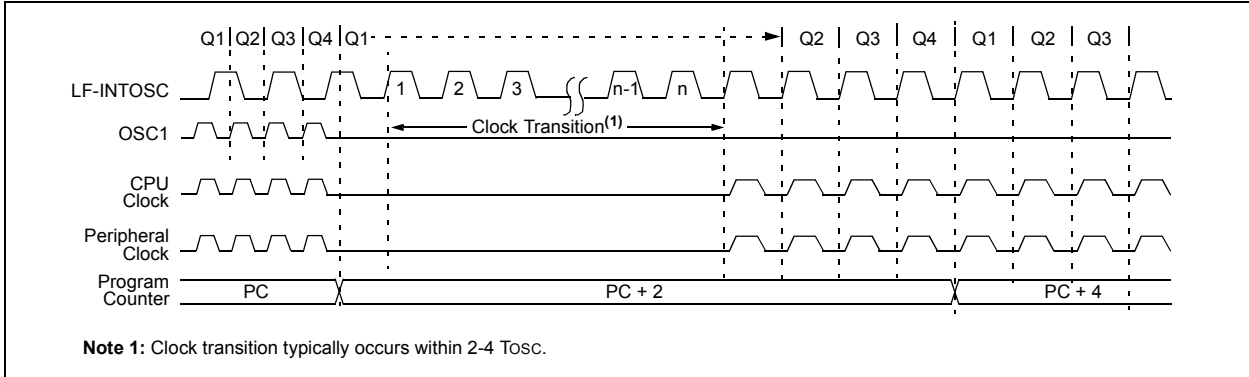 Q1 Q2 Q3 Q4 Q1 Q2 Q3 Q4 Q1 Q2 Q3
LF-INTOSC 1 2 3 n-1 n
OSC1 Clock Transition(1)
CPU
Clock
Peripheral
Clock
Program
Counter PC PC + 2 PC + 4
Note 1: Clock transition typically occurs within 2-4 TOSC.